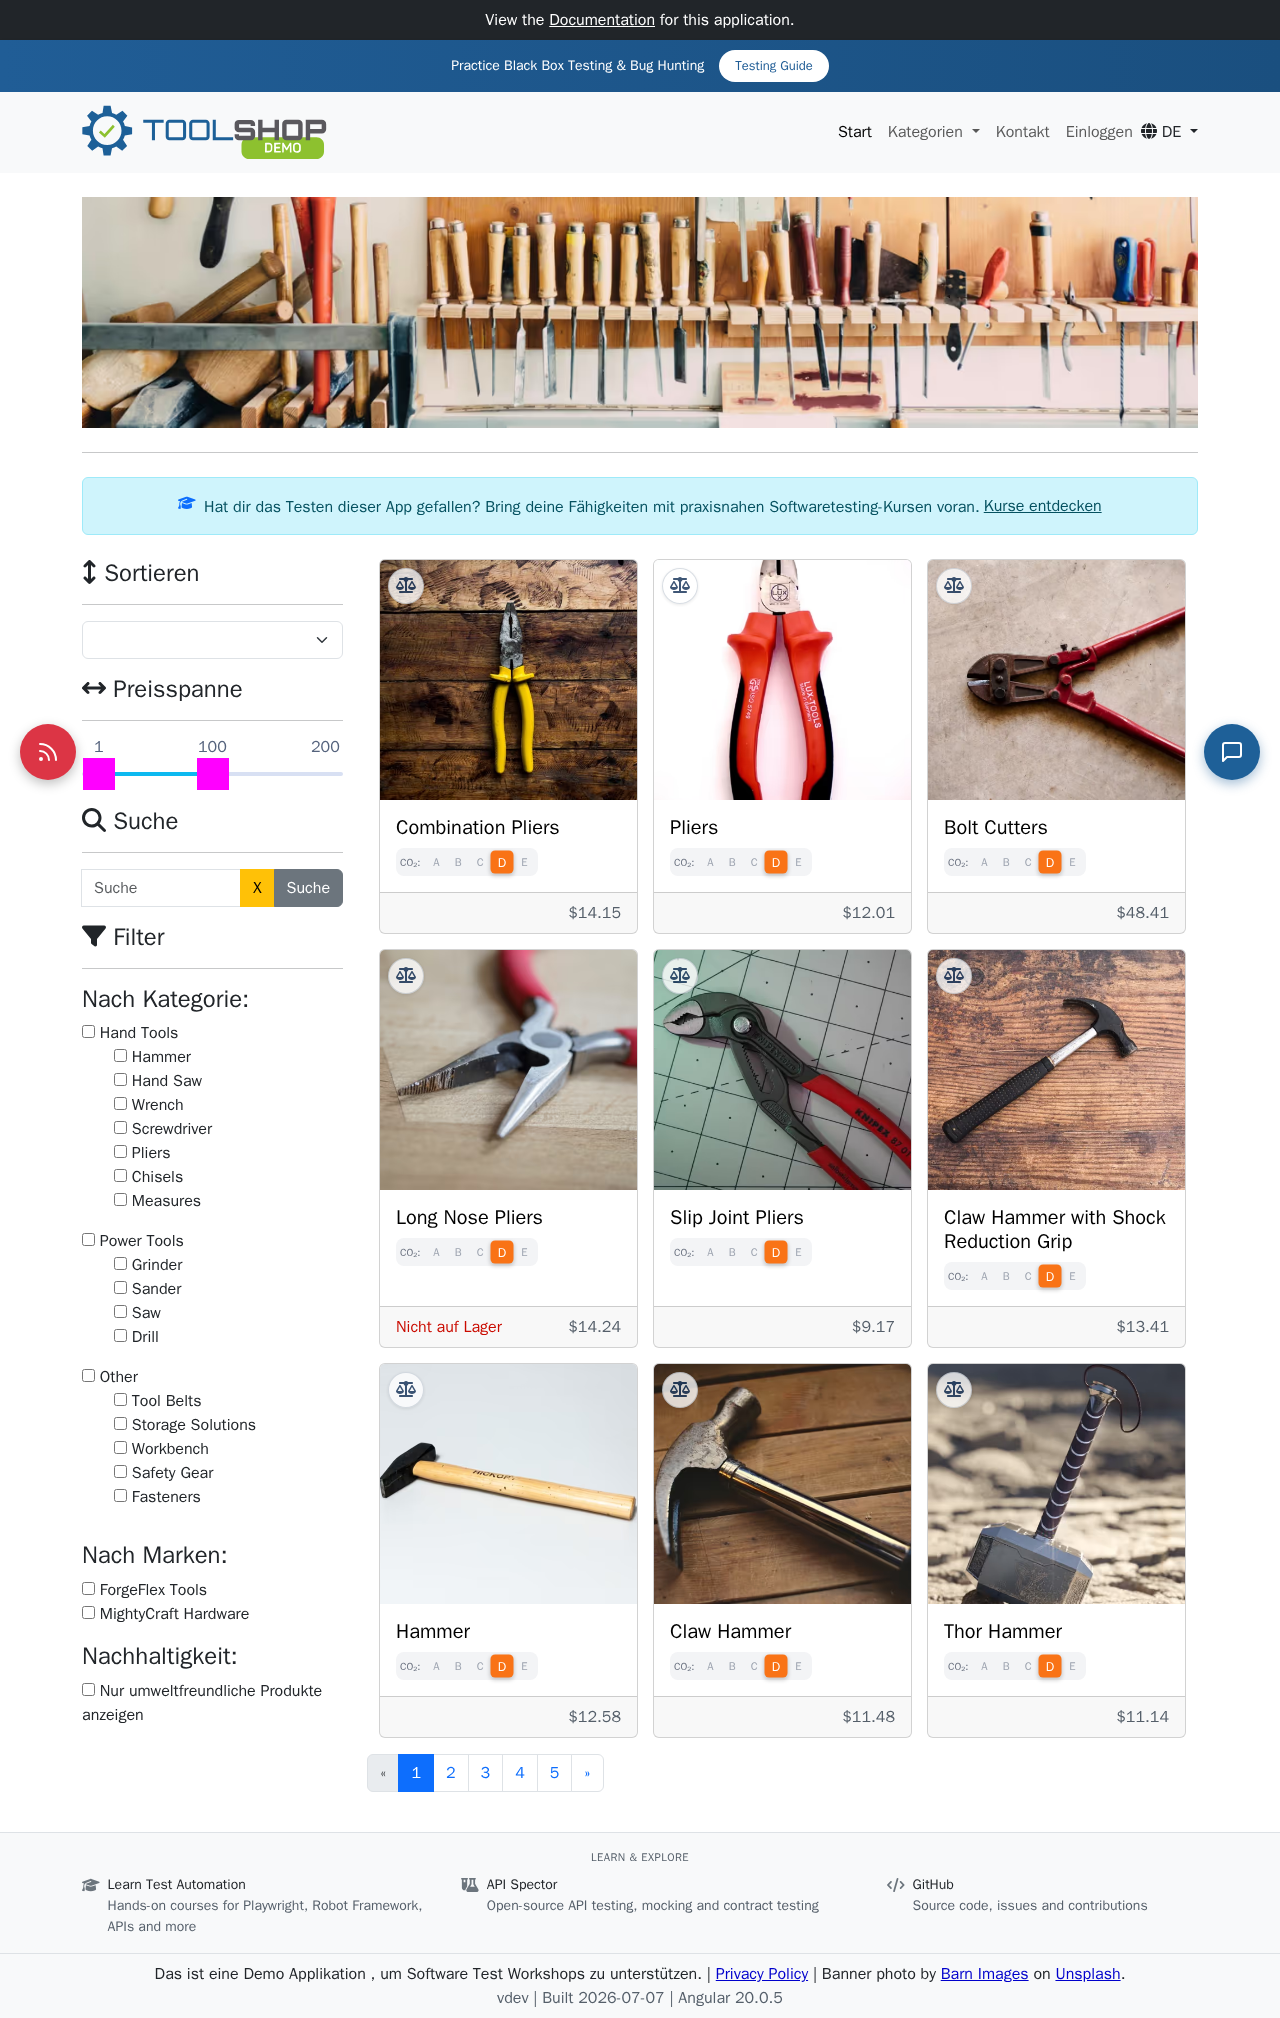 View the Documentation for this application.
Practice Black Box Testing & Bug Hunting Testing Guide
TOOLSHOP
DEMO
Start Kategorien Kontakt Einloggen DE
Hat dir das Testen dieser App gefallen? Bring deine Fähigkeiten mit praxisnahen Softwaretesting-Kursen voran. Kurse entdecken
Sortieren
Preisspanne
1 100 200
Suche
Suche X Suche
Filter
Nach Kategorie:
Hand Tools
Hammer
Hand Saw
Wrench
Screwdriver
Pliers
Chisels
Measures
Power Tools
Grinder
Sander
Saw
Drill
Other
Tool Belts
Storage Solutions
Workbench
Safety Gear
Fasteners
Nach Marken:
ForgeFlex Tools
MightyCraft Hardware
Nachhaltigkeit:
Nur umweltfreundliche Produkte
anzeigen
Combination Pliers
CO₂: A B C D E
$14.15
LUX-TOOLS
Pliers
CO₂: A B C D E
$12.01
Bolt Cutters
CO₂: A B C D E
$48.41
Long Nose Pliers
CO₂: A B C D E
Nicht auf Lager $14.24
KNIPEX
Slip Joint Pliers
CO₂: A B C D E
$9.17
Claw Hammer with Shock
Reduction Grip
CO₂: A B C D E
$13.41
Hammer
CO₂: A B C D E
$12.58
Claw Hammer
CO₂: A B C D E
$11.48
Thor Hammer
CO₂: A B C D E
$11.14
« 1 2 3 4 5 »
LEARN & EXPLORE
Learn Test Automation
Hands-on courses for Playwright, Robot Framework,
APIs and more
API Spector
Open-source API testing, mocking and contract testing
GitHub
Source code, issues and contributions
Das ist eine Demo Applikation , um Software Test Workshops zu unterstützen. | Privacy Policy | Banner photo by Barn Images on Unsplash.
vdev | Built 2026-07-07 | Angular 20.0.5